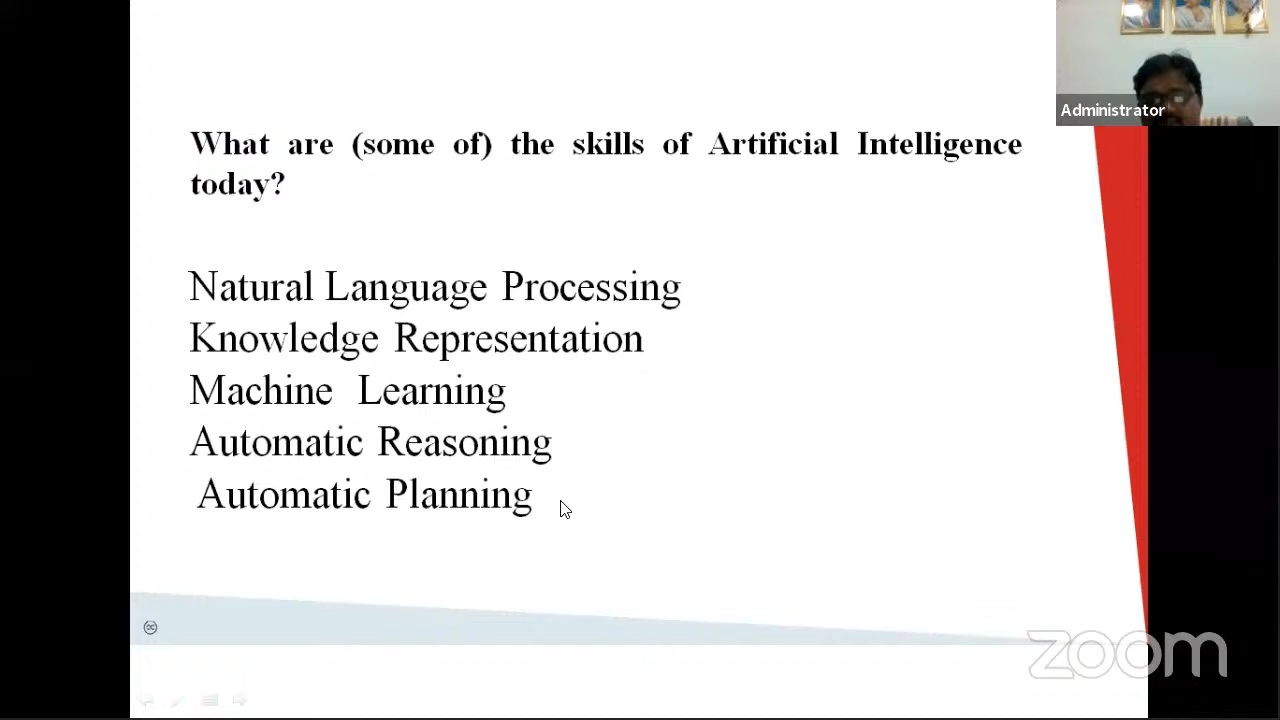 Administrator
What are (some of) the skills of Artificial Intelligence
today?
Natural Language Processing
Knowledge Representation
Machine Learning
Automatic Reasoning
Automatic Planning
zoom